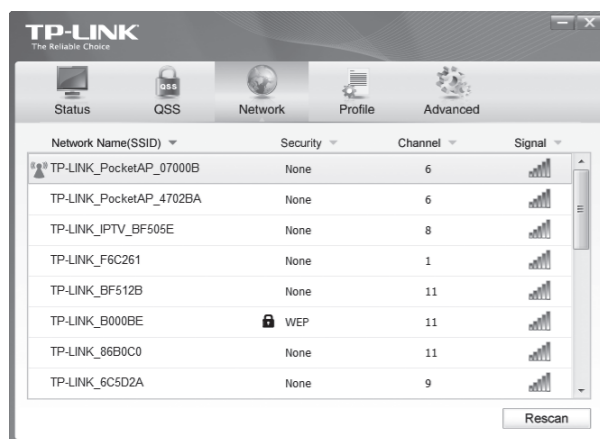 TP-LINK
The Reliable Choice
QSS
Status QSS Network Profile Advanced
Network Name(SSID) Security Channel Signal
TP-LINK_PocketAP_07000B None 6
TP-LINK_PocketAP_4702BA None 6
TP-LINK_IPTV_BF505E None 8
TP-LINK_F6C261 None 1
TP-LINK_BF512B None 11
TP-LINK_B000BE WEP 11
TP-LINK_86B0C0 None 11
TP-LINK_6C5D2A None 9
Rescan